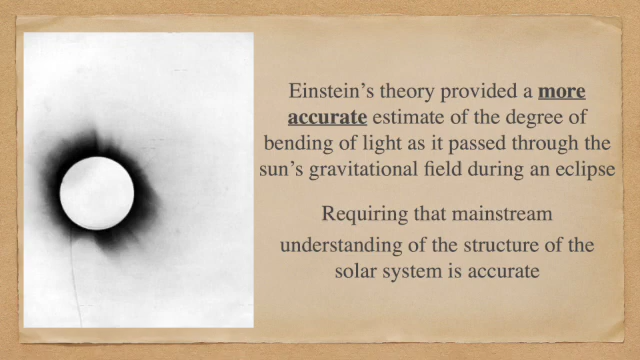 Einstein’s theory provided a more
accurate estimate of the degree of
bending of light as it passed through the
sun’s gravitational field during an eclipse
Requiring that mainstream
understanding of the structure of the
solar system is accurate